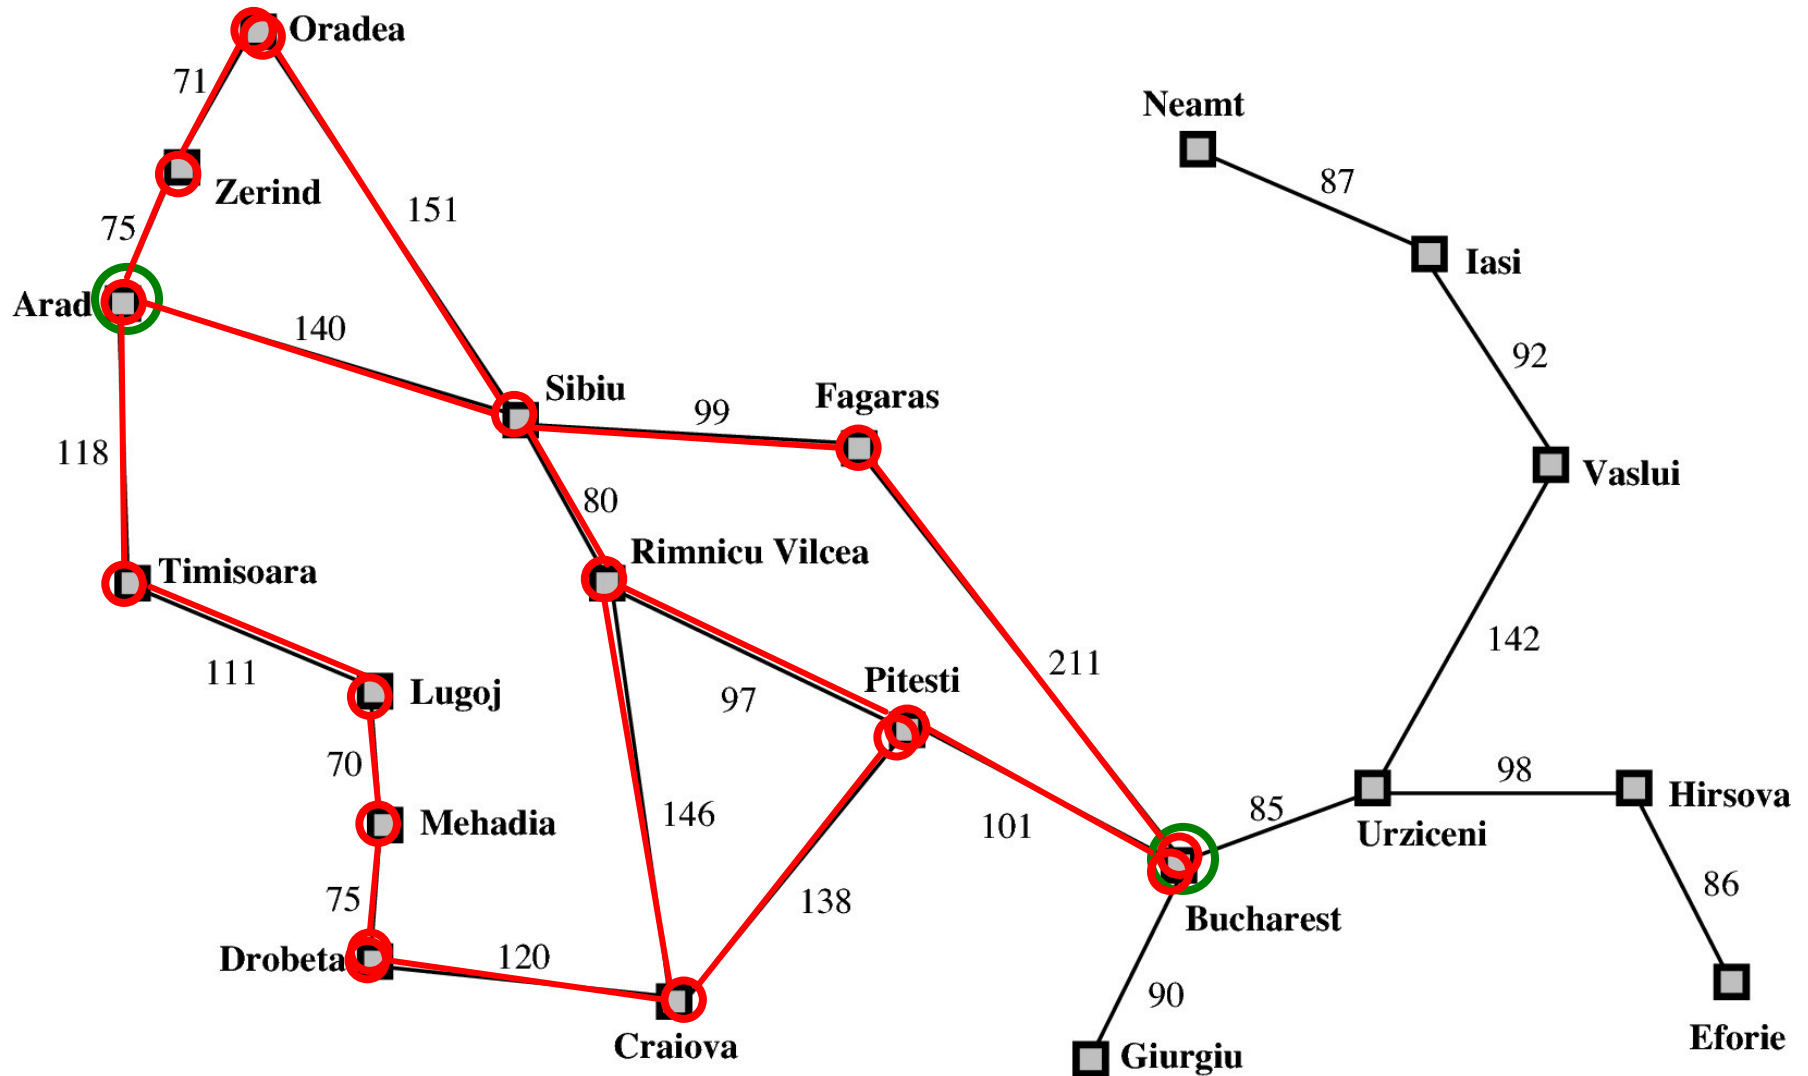 Oradea
71
Neamt
87
Zerind
151
75
Iasi
Arad
140
92
Sibiu
Fagaras
99
118
Vaslui
80
Rimnicu Vilcea
Timisoara
142
211
111
Lugoj
97
Pitesti
70
98
Hirsova
146
101
85
Mehadia
Urziceni
86
75
138
Bucharest
Drobeta
120
90
Craiova
Giurgiu
Eforie